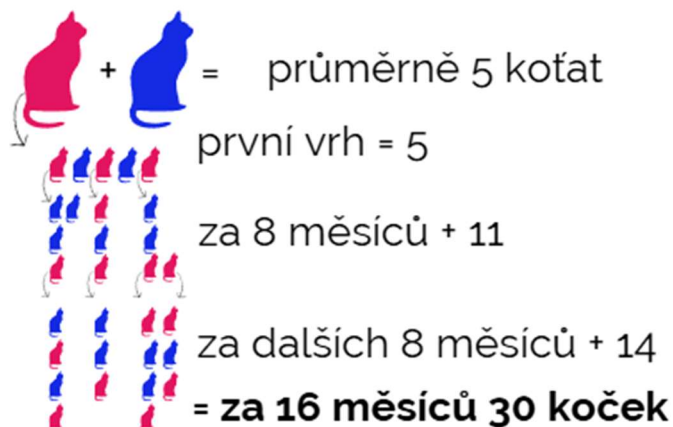 + = průměrně 5 koťat
první vrh = 5
za 8 měsíců + 11
za dalších 8 měsíců + 14
= za 16 měsíců 30 koček